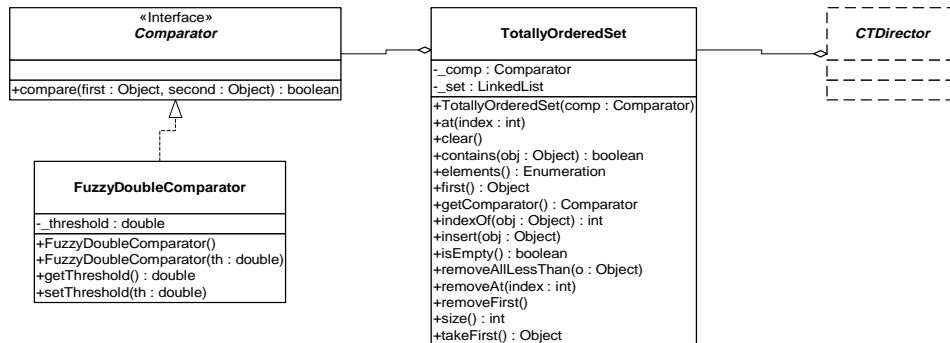 «Interface»
Comparator
+compare(first : Object, second : Object) : boolean
FuzzyDoubleComparator
-_threshold : double
+FuzzyDoubleComparator()
+FuzzyDoubleComparator(th : double)
+getThreshold() : double
+setThreshold(th : double)
TotallyOrderedSet
-_comp : Comparator
-_set : LinkedList
+TotallyOrderedSet(comp : Comparator)
+at(index : int)
+clear()
+contains(obj : Object) : boolean
+elements() : Enumeration
+first() : Object
+getComparator() : Comparator
+indexOf(obj : Object) : int
+insert(obj : Object)
+isEmpty() : boolean
+removeAllLessThan(o : Object)
+removeAt(index : int)
+removeFirst()
+size() : int
+takeFirst() : Object
CTDirector